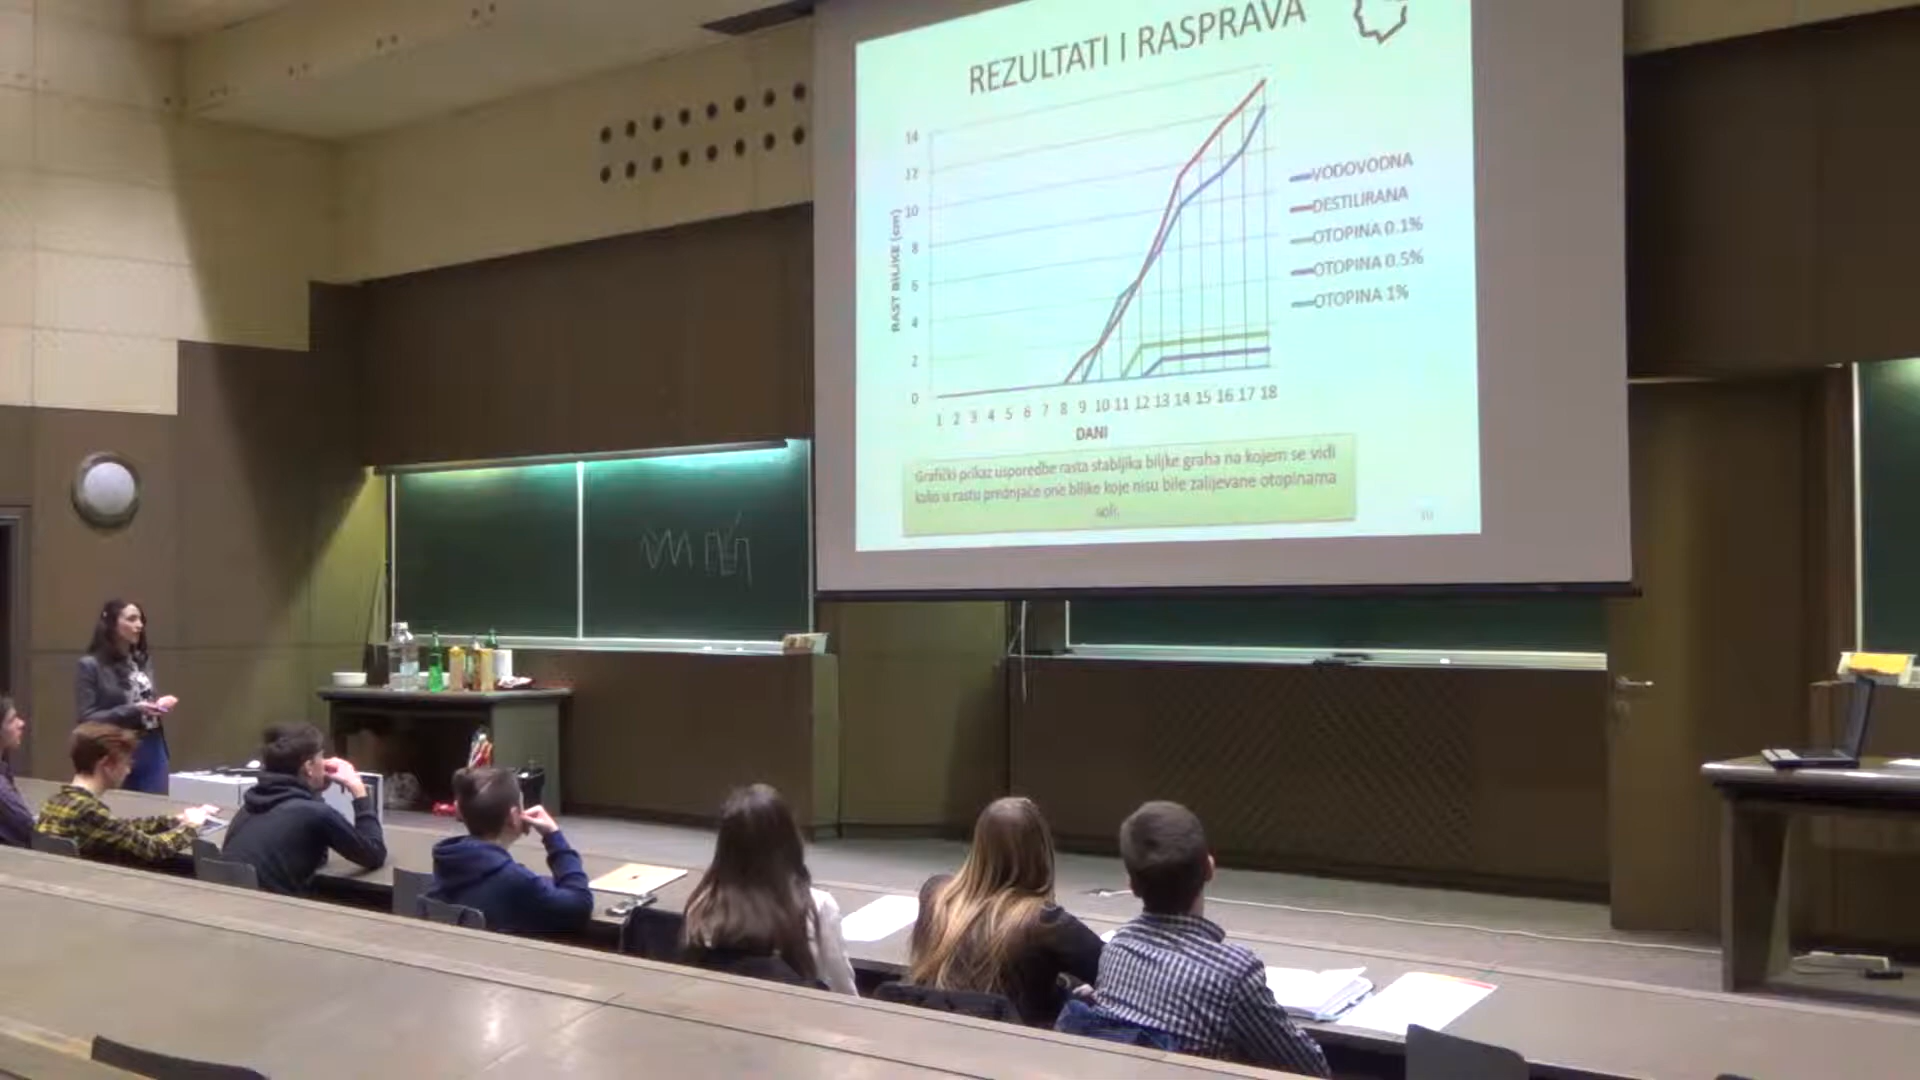 REZULTATI I RASPRAVA
14
12
10
8
6
4
2
0
RAST BILJKE (cm)
1 2 3 4 5 6 7 8 9 10 11 12 13 14 15 16 17 18
DANI
VODOVODNA
DESTILIRANA
OTOPINA 0.1%
OTOPINA 0.5%
OTOPINA 1%
Grafički prikaz usporedbe rasta stabljika biljke graha na kojem se vidi
kako u rastu prednjače one biljke koje nisu bile zalijevane otopinama
soli.